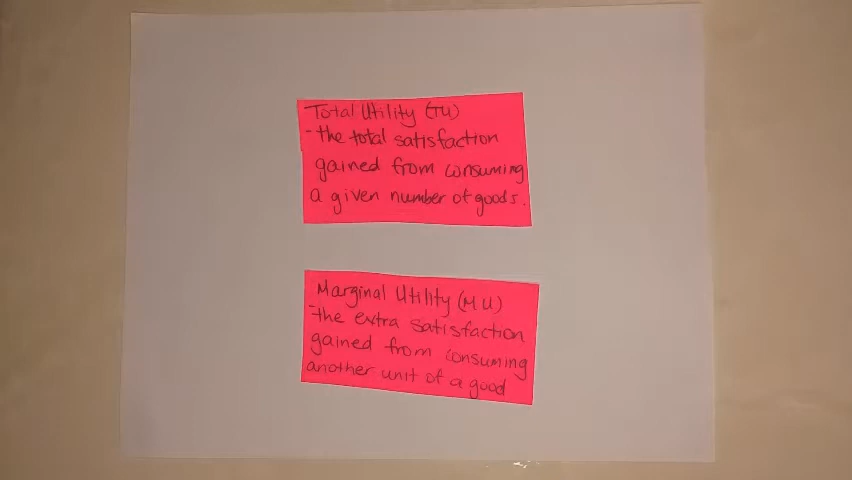 Total Utility (TU)
- the total satisfaction
gained from consuming
a given number of goods.
Marginal Utility (MU)
- the extra satisfaction
gained from consuming
another unit of a good